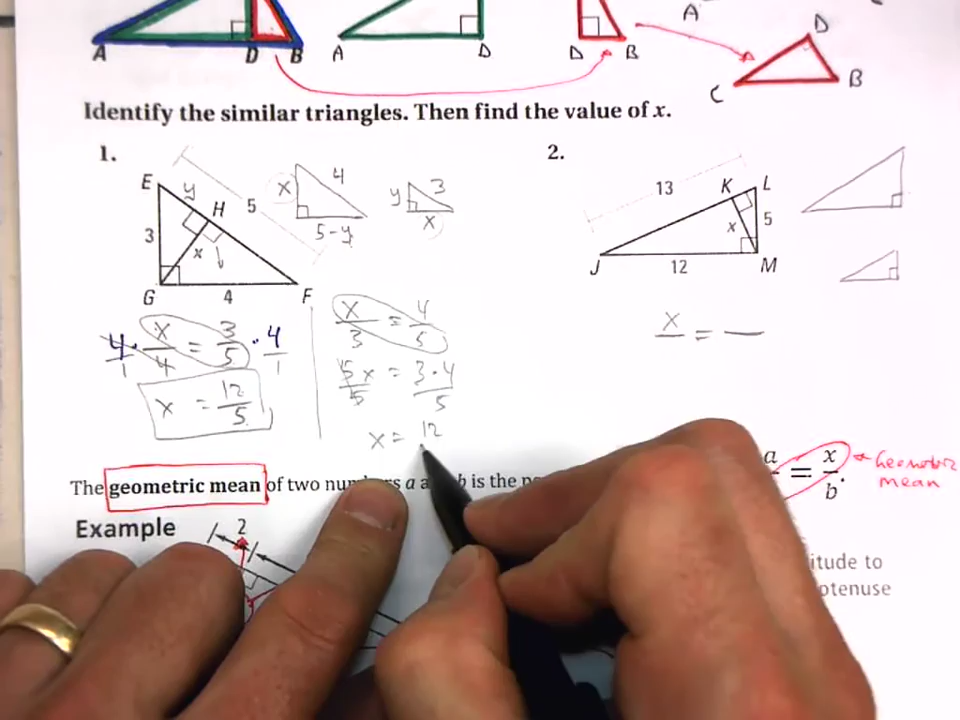 A D B A D D B A D
C B
Identify the similar triangles. Then find the value of x.
1.
2.
E y H 5
3 x
G 4 F
x 4
5-y
y 3
x
13 K L
x 5
J 12 M
4/1 · x/4 = 3/5 · 4/1
x = 12/5
x/3 = 4/5
5x/5 = 3·4/5
x = 12
x =
The geometric mean of two numbers a a b is the
a = x/b.
mean
Example
2
itude to
otenuse